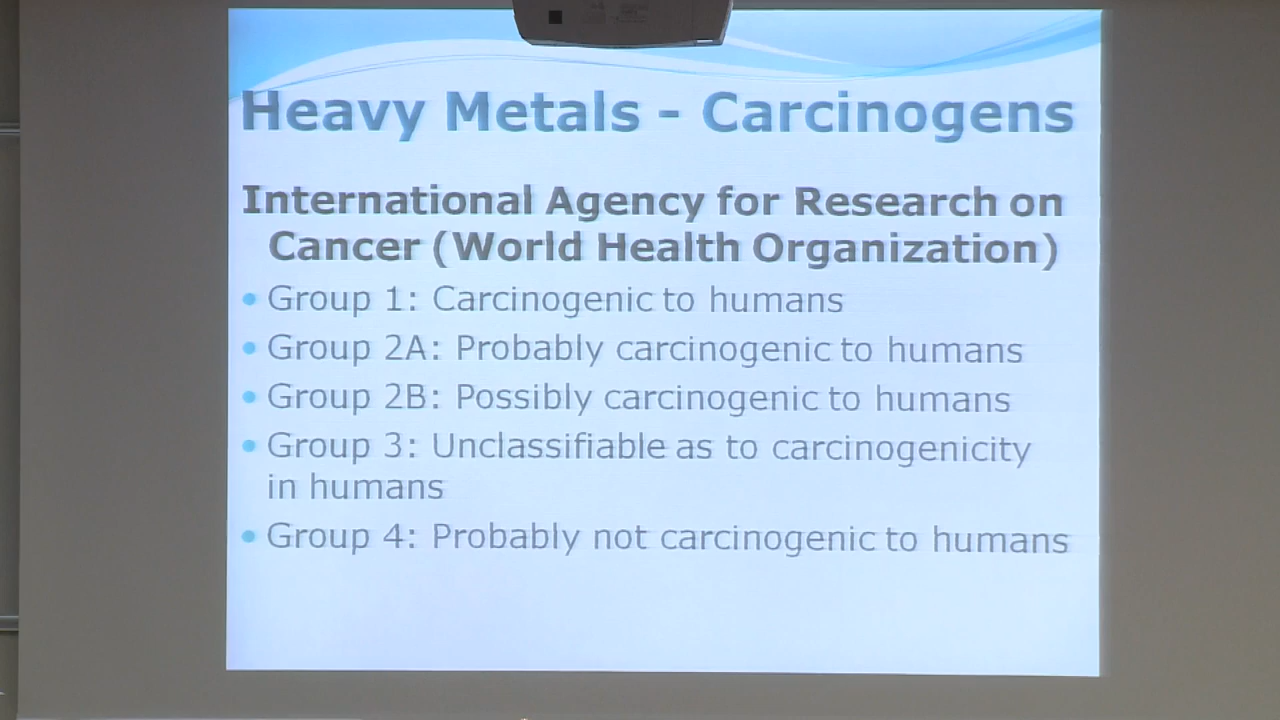 Heavy Metals - Carcinogens
International Agency for Research on
Cancer (World Health Organization)
• Group 1: Carcinogenic to humans
• Group 2A: Probably carcinogenic to humans
• Group 2B: Possibly carcinogenic to humans
• Group 3: Unclassifiable as to carcinogenicity
in humans
• Group 4: Probably not carcinogenic to humans